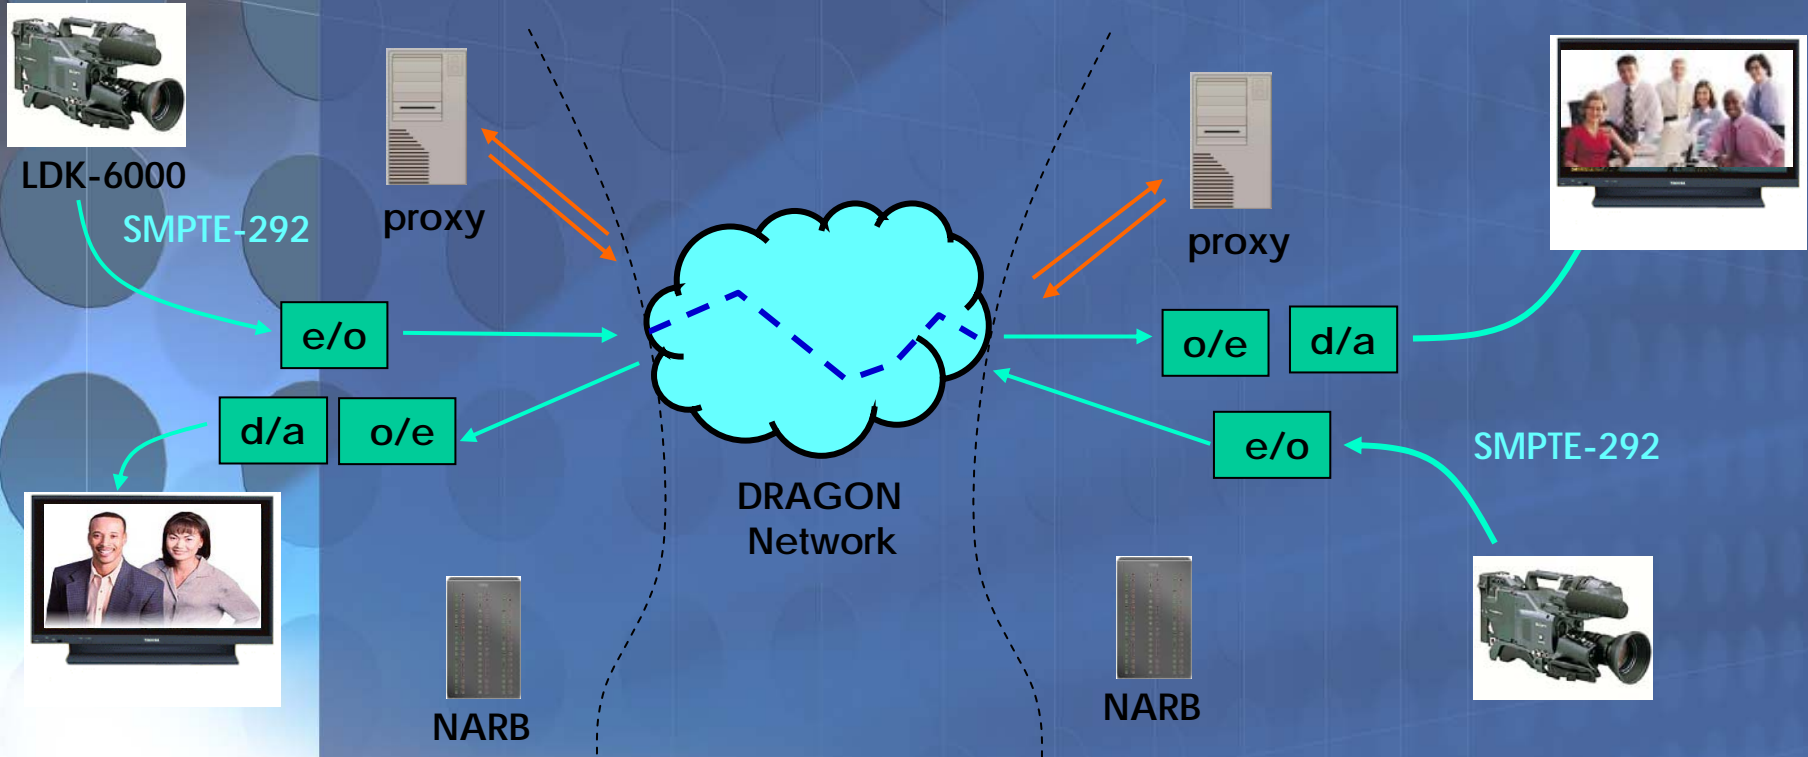 LDK-6000
SMPTE-292
proxy
proxy
e/o
o/e
d/a
d/a
o/e
e/o
SMPTE-292
DRAGON
Network
NARB
NARB